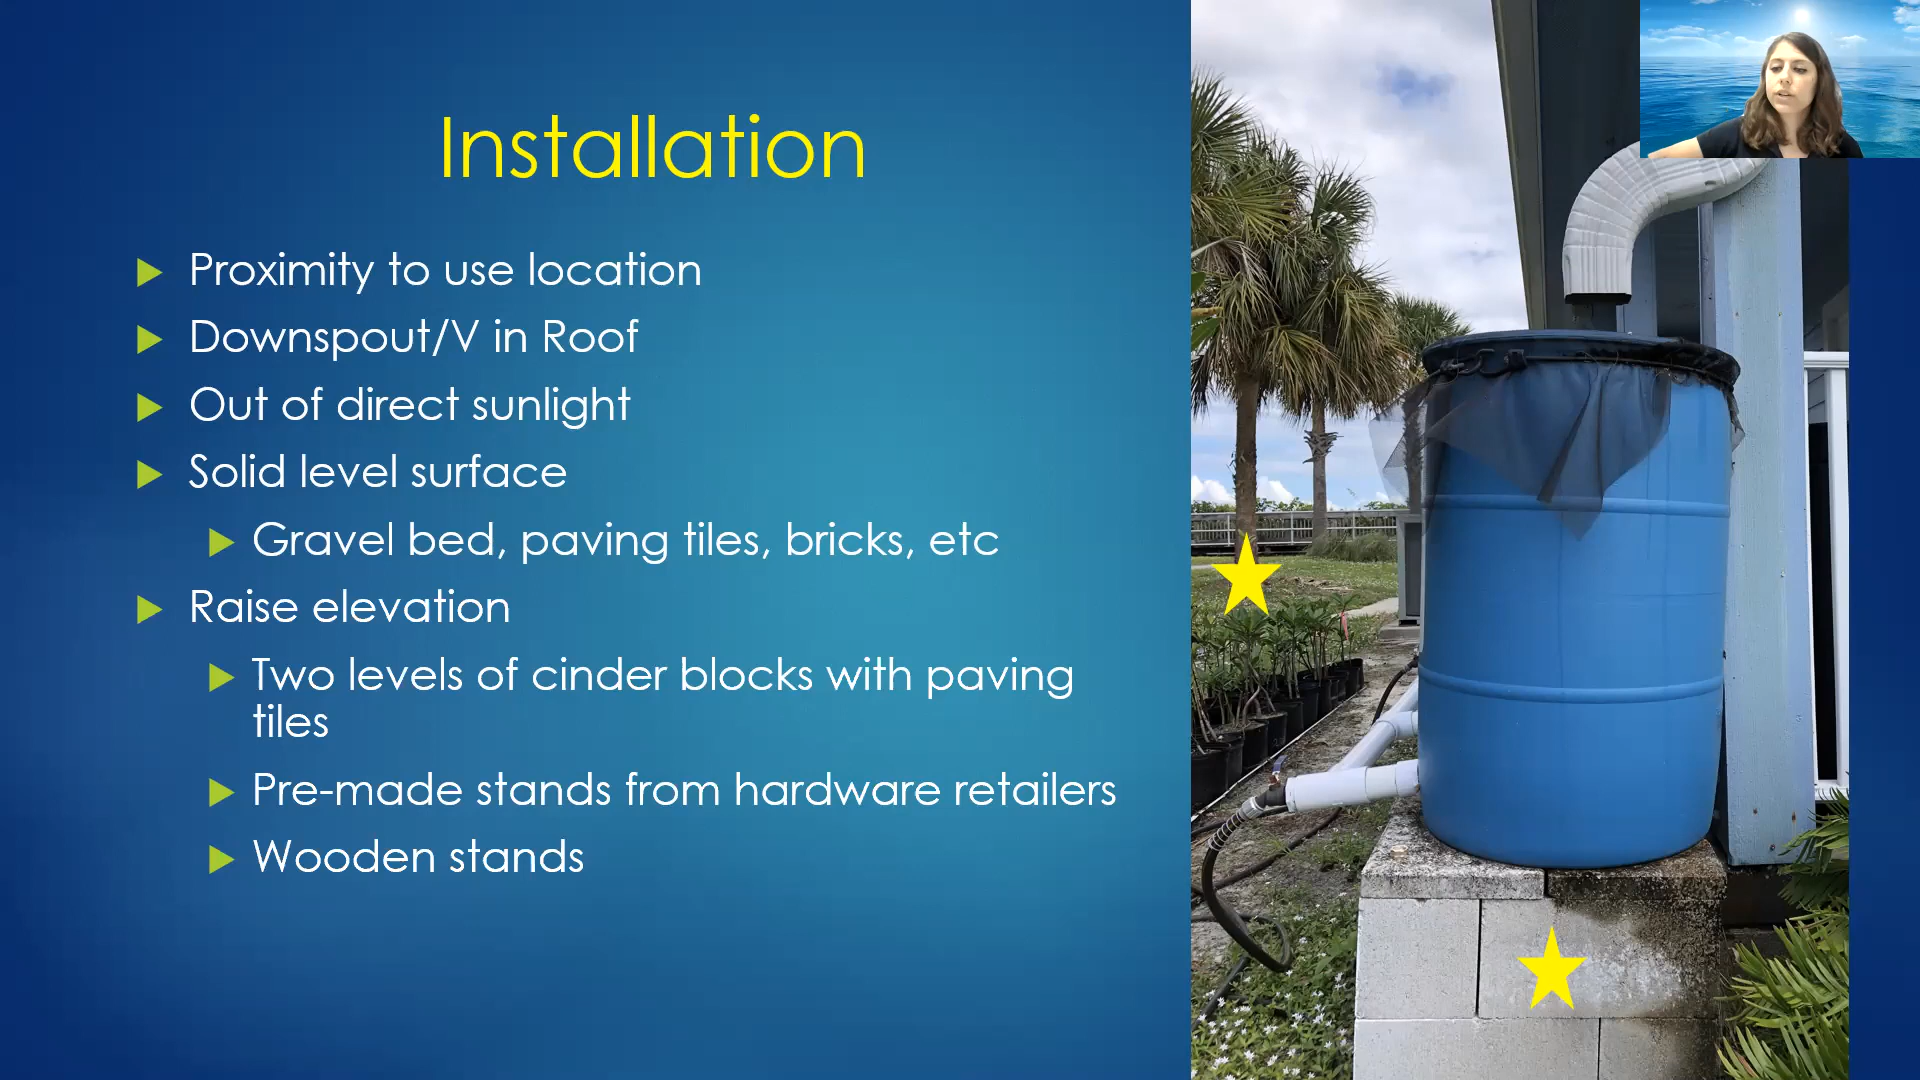 Installation
Proximity to use location
Downspout/V in Roof
Out of direct sunlight
Solid level surface
Gravel bed, paving tiles, bricks, etc
Raise elevation
Two levels of cinder blocks with paving
tiles
Pre-made stands from hardware retailers
Wooden stands